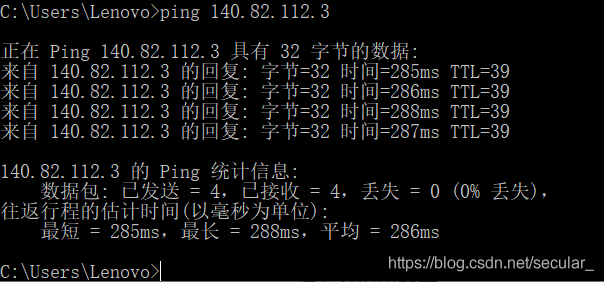 C:\Users\Lenovo>ping 140.82.112.3
正在 Ping 140.82.112.3 具有 32 字节的数据:
来自 140.82.112.3 的回复: 字节=32 时间=285ms TTL=39
来自 140.82.112.3 的回复: 字节=32 时间=286ms TTL=39
来自 140.82.112.3 的回复: 字节=32 时间=288ms TTL=39
来自 140.82.112.3 的回复: 字节=32 时间=287ms TTL=39
140.82.112.3 的 Ping 统计信息:
数据包: 已发送 = 4，已接收 = 4，丢失 = 0 (0% 丢失)，
往返行程的估计时间(以毫秒为单位):
最短 = 285ms，最长 = 288ms，平均 = 286ms
C:\Users\Lenovo>
https://blog.csdn.net/secular_